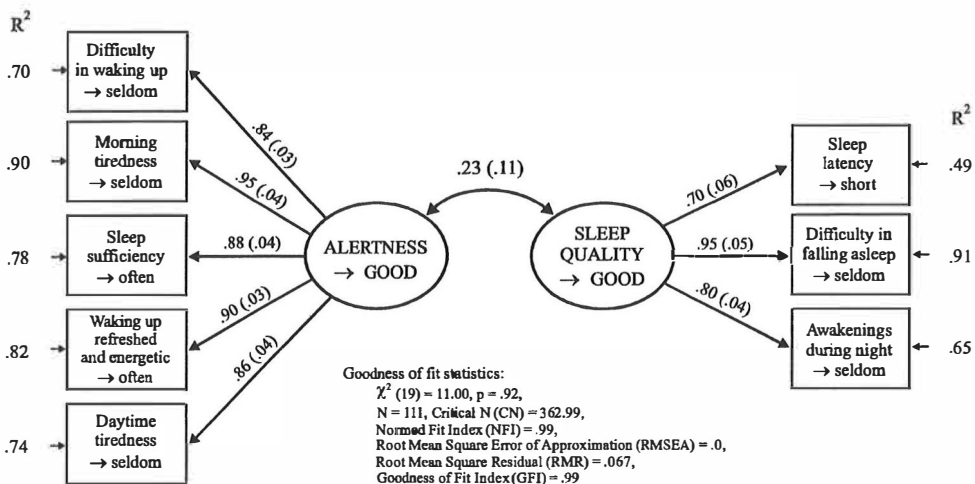 R²
Difficulty
in waking up
→ seldom
.70
.84 (.03)
Morning
tiredness
→ seldom
.90
.95 (.04)
Sleep
sufficiency
→ often
.78
.88 (.04)
Waking up
refreshed
and energetic
→ often
.82
.90 (.03)
Daytime
tiredness
→ seldom
.74
.86 (.04)
ALERTNESS
→ GOOD
.23 (.11)
SLEEP
QUALITY
→ GOOD
R²
.70 (.06)
Sleep
latency
→ short
.49
.95 (.05)
Difficulty in
falling asleep
→ seldom
.91
.80 (.04)
Awakenings
during night
→ seldom
.65
Goodness of fit statistics:
χ² (19) = 11.00, p = .92,
N = 111, Critical N (CN) = 362.99,
Normed Fit Index (NFI) = .99,
Root Mean Square Error of Approximation (RMSEA) = .0,
Root Mean Square Residual (RMR) = .067,
Goodness of Fit Index (GFI) = .99